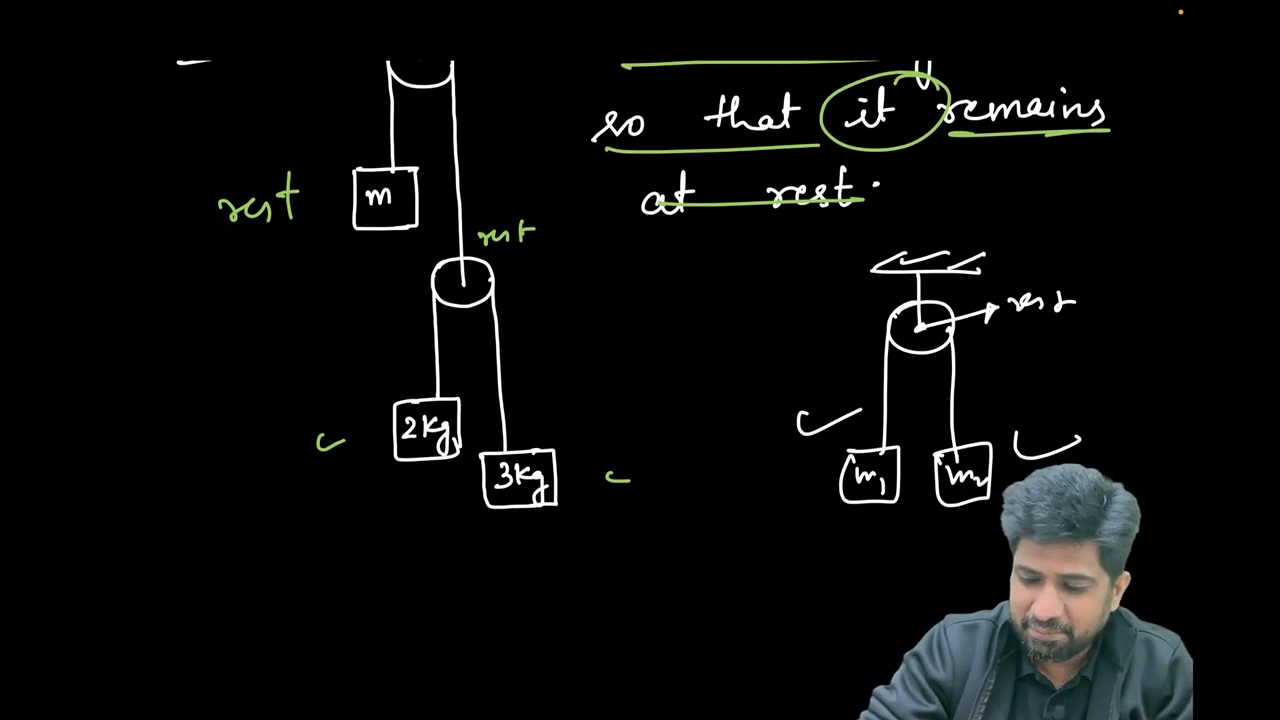 so that it remains
at rest.
rest
m
rest
rest
2kg
3kg
m1
m2